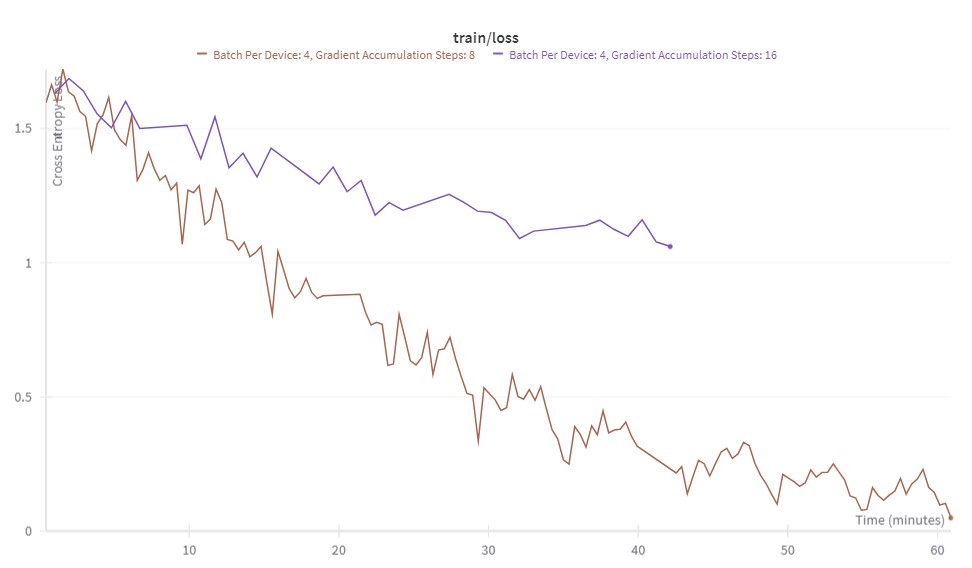 train/loss
Batch Per Device: 4, Gradient Accumulation Steps: 8
Batch Per Device: 4, Gradient Accumulation Steps: 16
Cross Entropy Loss
1.5
1
0.5
0
Time (minutes)
10
20
30
40
50
60